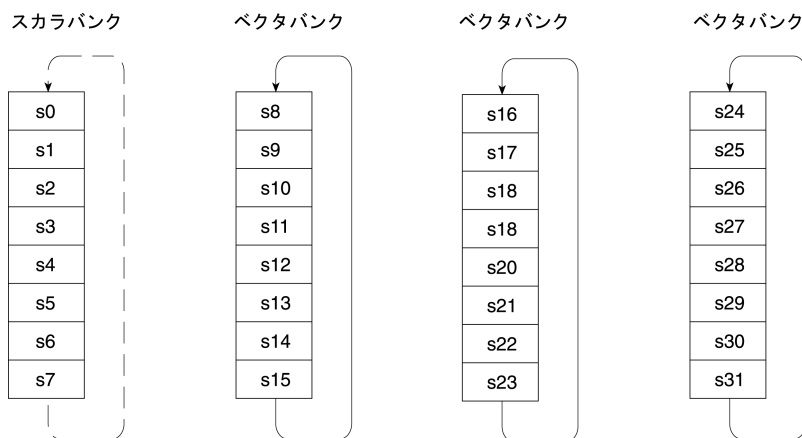 スカラバンク
s0
s1
s2
s3
s4
s5
s6
s7
ベクタバンク
s8
s9
s10
s11
s12
s13
s14
s15
ベクタバンク
s16
s17
s18
s18
s20
s21
s22
s23
ベクタバンク
s24
s25
s26
s27
s28
s29
s30
s31